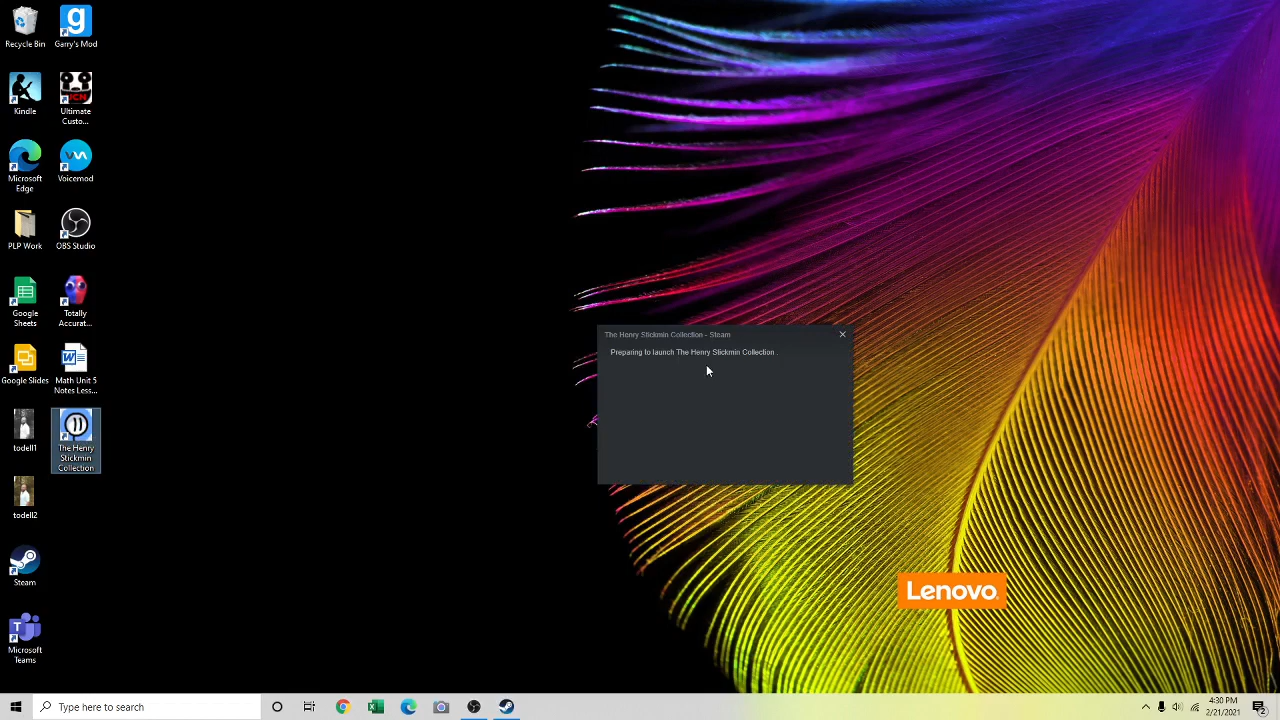 Recycle Bin
Garry's Mod
Kindle
Ultimate
Custo...
Microsoft
Edge
Voicemod
PLP Work
OBS Studio
Google
Sheets
Totally
Accurat...
Google Slides
Math Unit 5
Notes Less...
todell1
The Henry
Stickmin
Collection
todell2
Steam
Microsoft
Teams
The Henry Stickmin Collection - Steam
Preparing to launch The Henry Stickmin Collection .
Lenovo
Type here to search
4:30 PM
2/21/2021
2